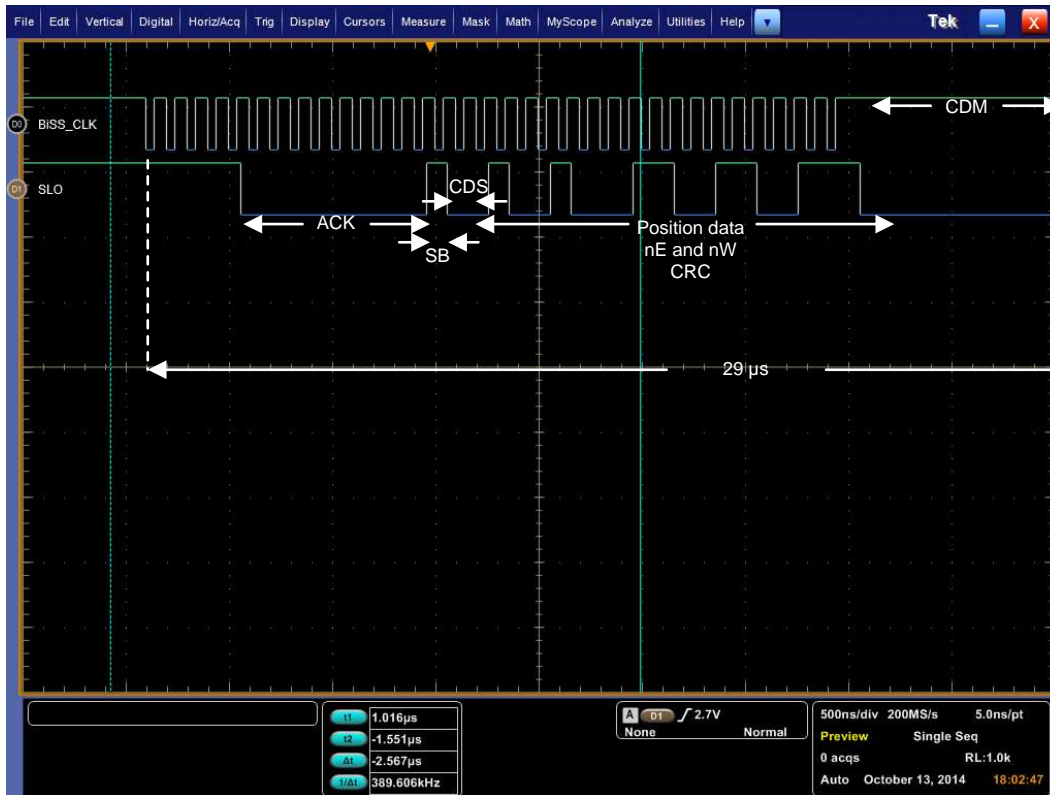 File Edit Vertical Digital Horiz/Acq Trig Display Cursors Measure Mask Math MyScope Analyze Utilities Help Tek X
D0 BiSS_CLK
CDM
D1 SLO
CDS
ACK
SB
Position data
nE and nW
CRC
29 µs
t1 1.016µs
t2 -1.551µs
Δt -2.567µs
1/Δt 389.606kHz
A D1 2.7V
None Normal
500ns/div 200MS/s 5.0ns/pt
Preview Single Seq
0 acqs RL:1.0k
Auto October 13, 2014 18:02:47